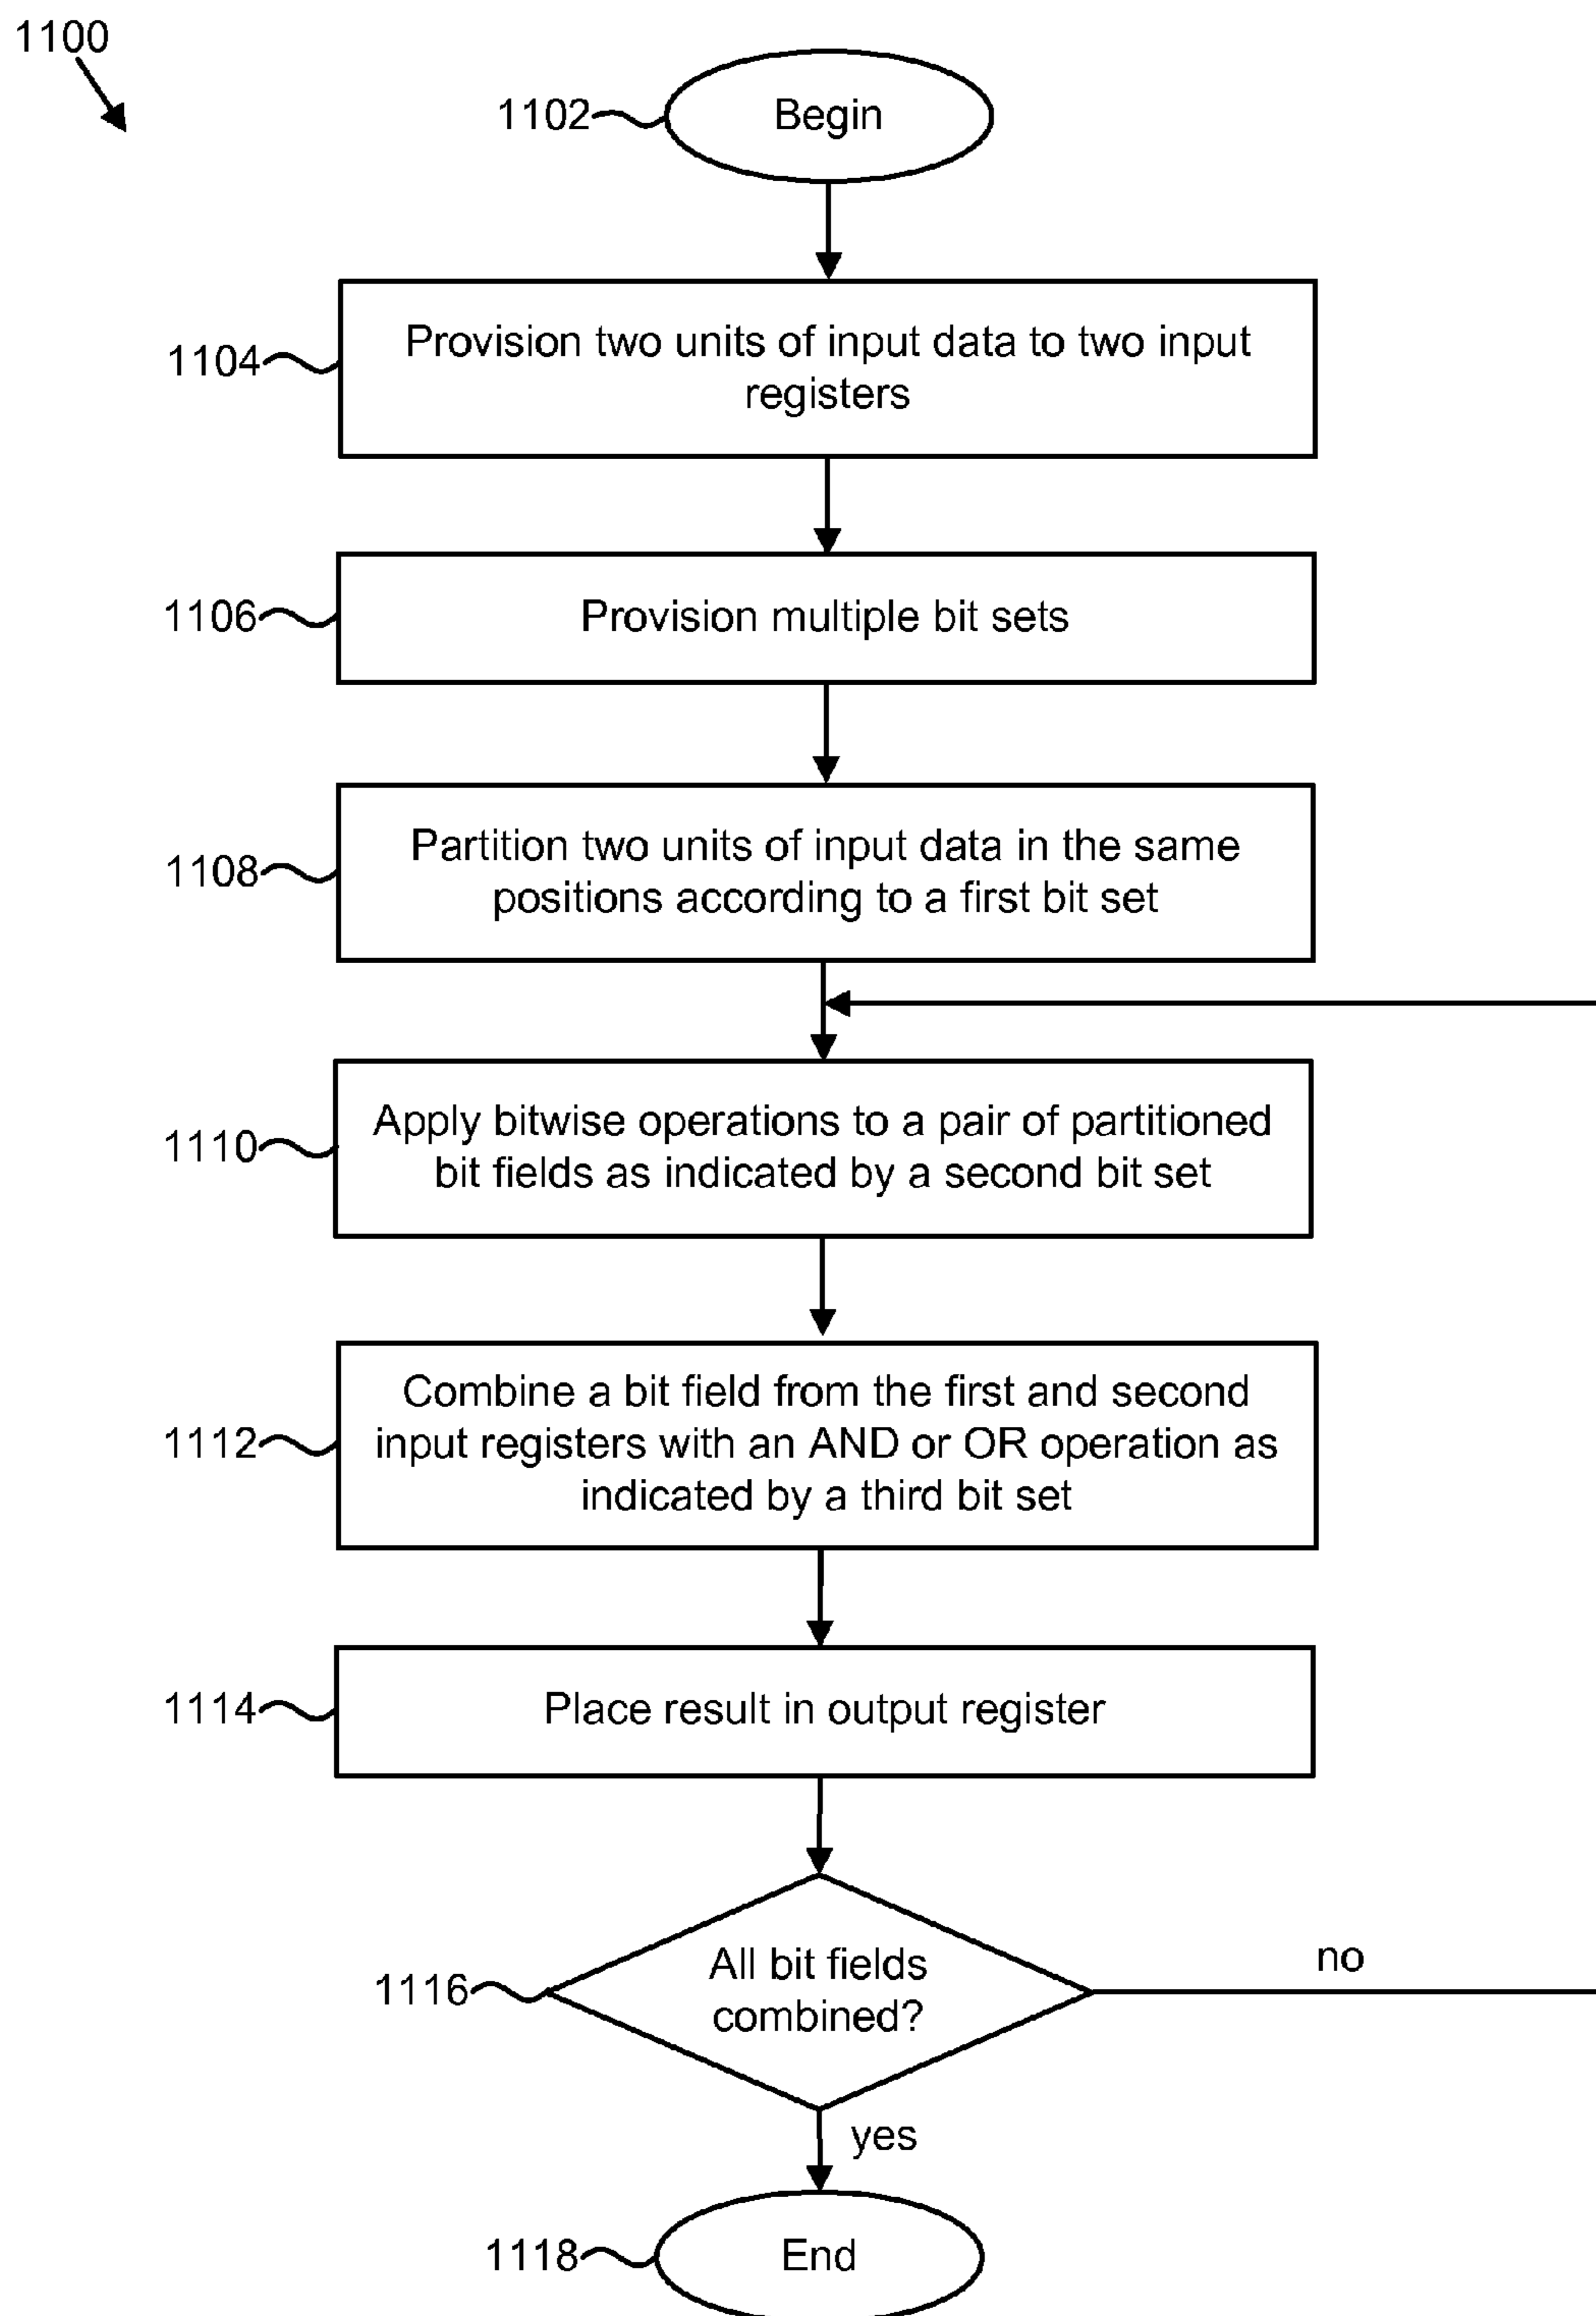 1100
1102
Begin
1104
Provision two units of input data to two input
registers
1106
Provision multiple bit sets
1108
Partition two units of input data in the same
positions according to a first bit set
1110
Apply bitwise operations to a pair of partitioned
bit fields as indicated by a second bit set
1112
Combine a bit field from the first and second
input registers with an AND or OR operation as
indicated by a third bit set
1114
Place result in output register
1116
All bit fields
combined?
no
yes
1118
End